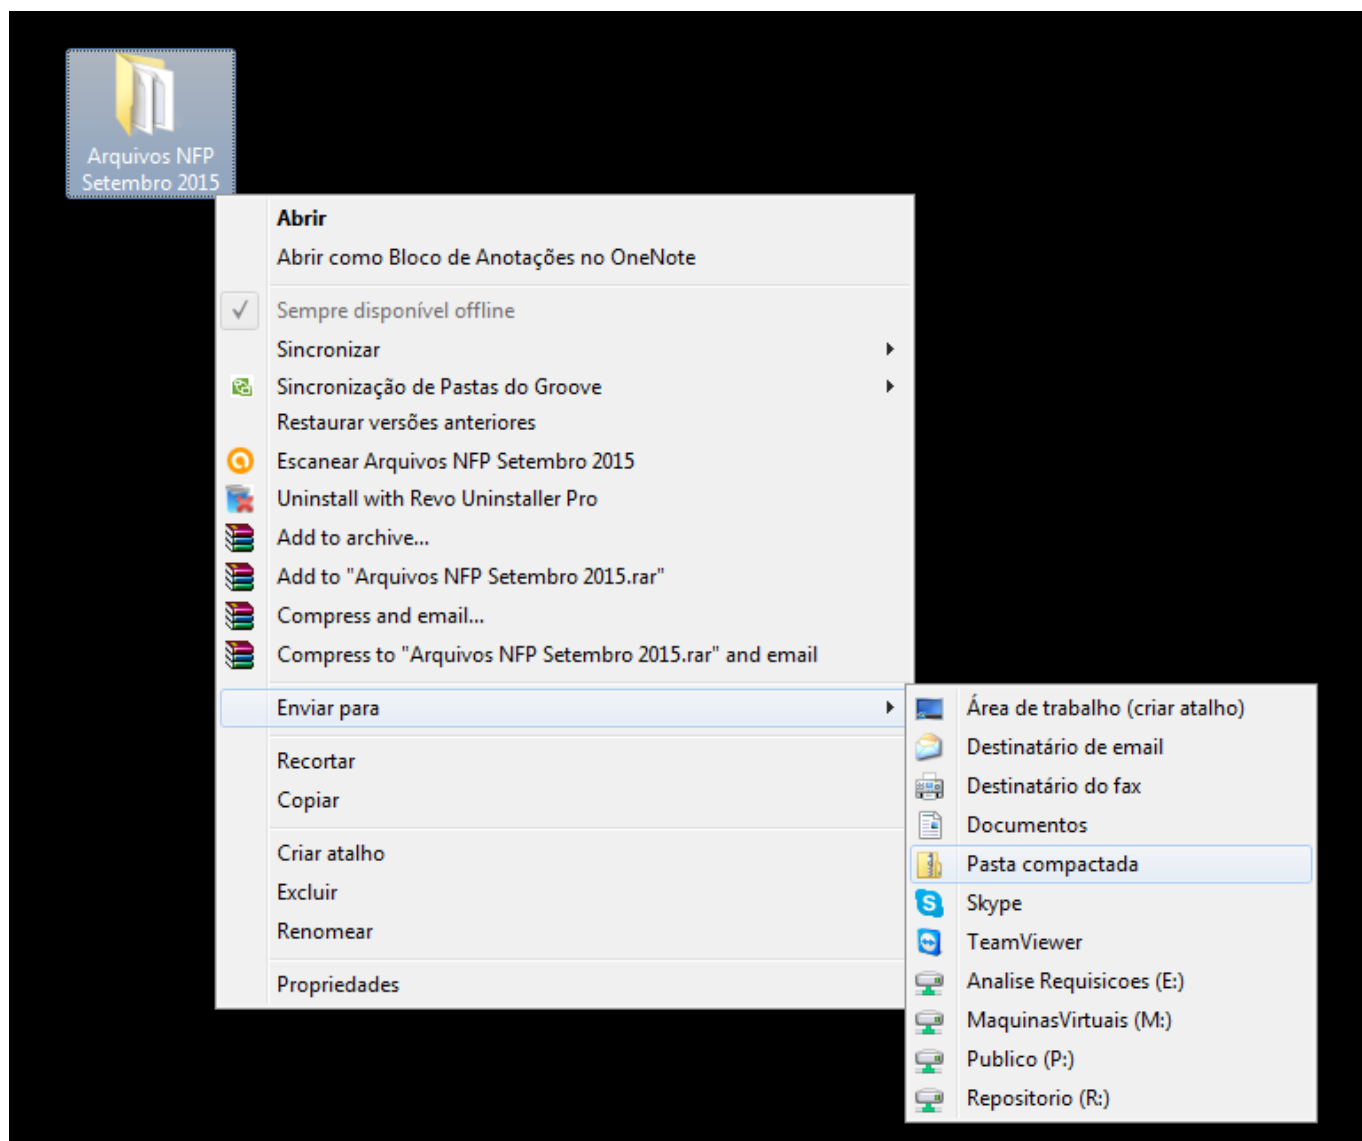 Arquivos NFP
Setembro 2015
Abrir
Abrir como Bloco de Anotações no OneNote
Sempre disponível offline
Sincronizar
Sincronização de Pastas do Groove
Restaurar versões anteriores
Escanear Arquivos NFP Setembro 2015
Uninstall with Revo Uninstaller Pro
Add to archive...
Add to "Arquivos NFP Setembro 2015.rar"
Compress and email...
Compress to "Arquivos NFP Setembro 2015.rar" and email
Enviar para
Recortar
Copiar
Criar atalho
Excluir
Renomear
Propriedades
Área de trabalho (criar atalho)
Destinatário de email
Destinatário do fax
Documentos
Pasta compactada
Skype
TeamViewer
Analise Requisicoes (E:)
MaquinasVirtuais (M:)
Publico (P:)
Repositorio (R:)